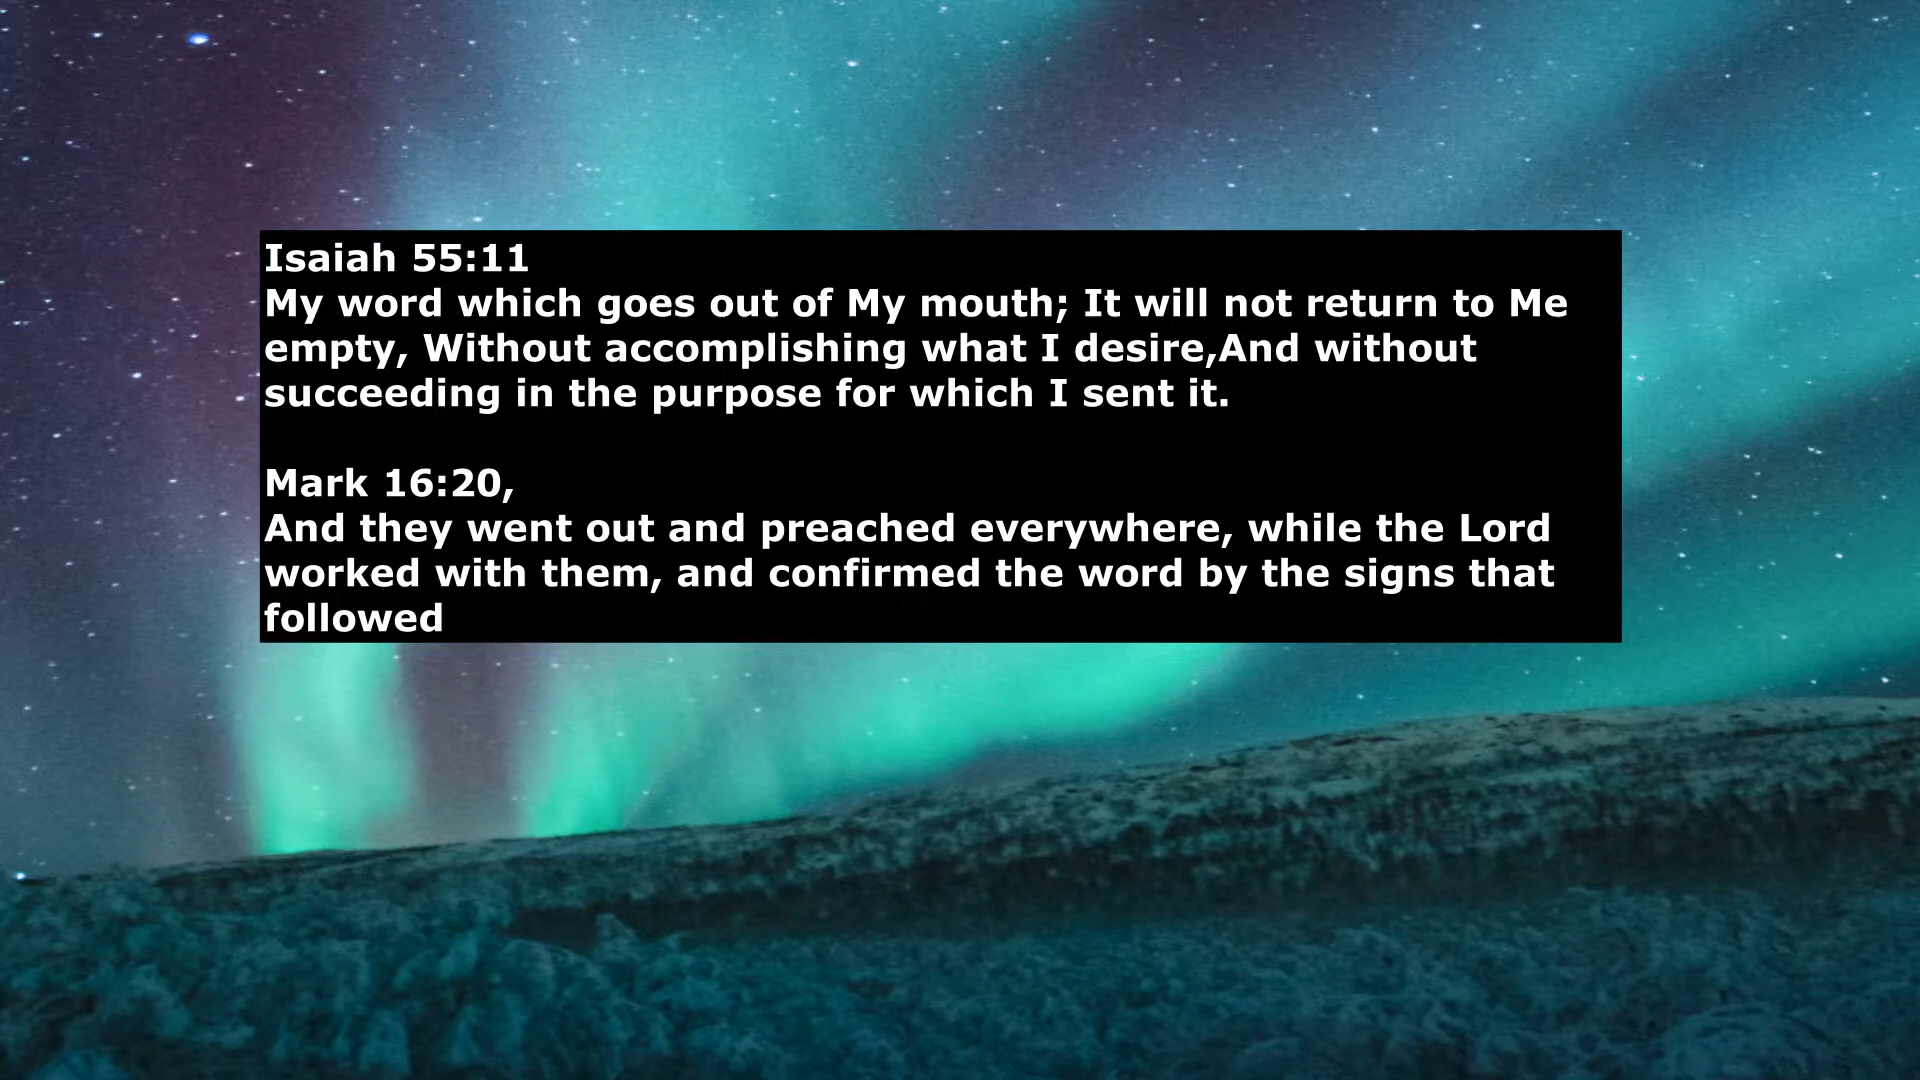 Isaiah 55:11
My word which goes out of My mouth; It will not return to Me
empty, Without accomplishing what I desire,And without
succeeding in the purpose for which I sent it.
Mark 16:20,
And they went out and preached everywhere, while the Lord
worked with them, and confirmed the word by the signs that
followed